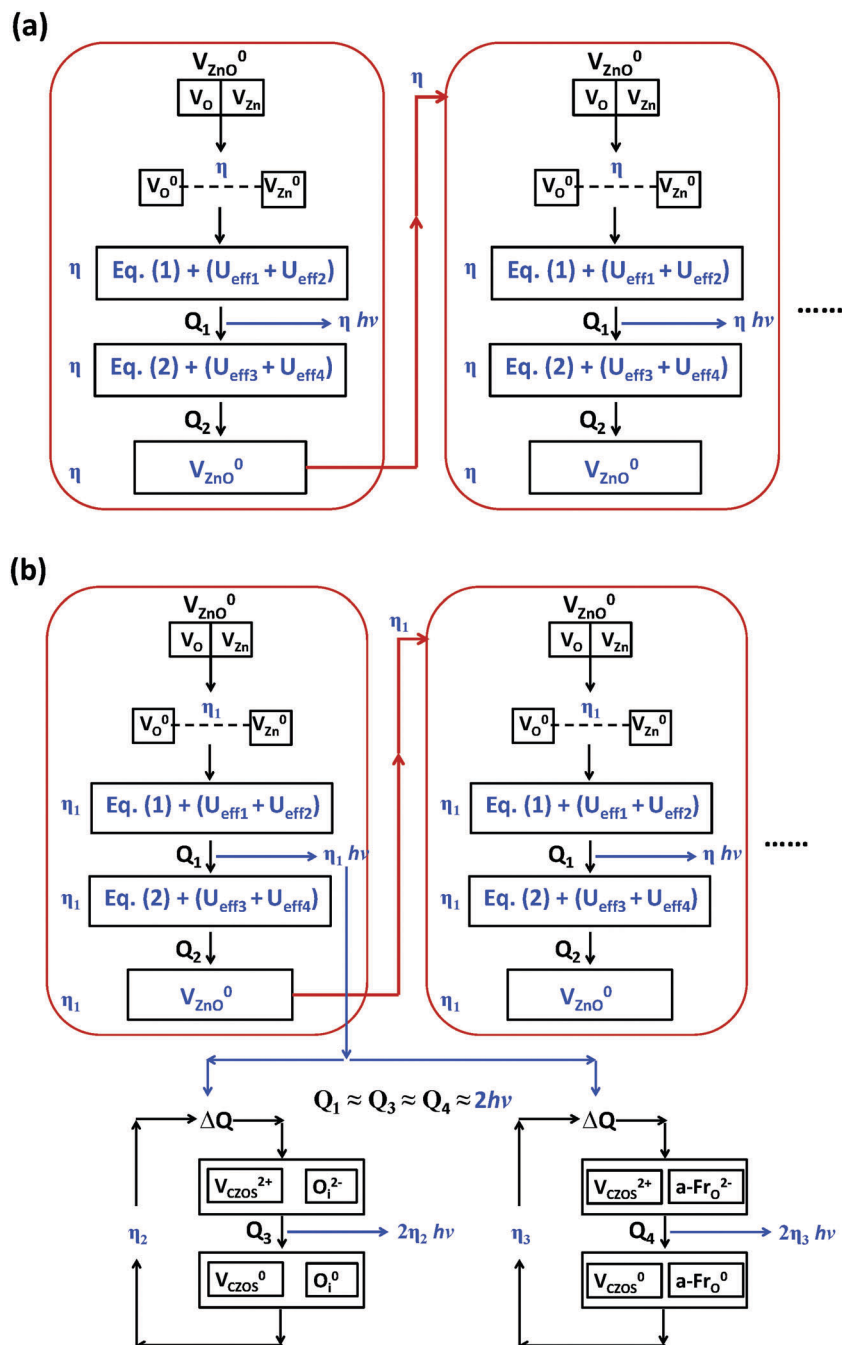 (a)
V_ZnO^0 V_ZnO^0
V_O V_Zn η V_O V_Zn
η η
V_O^0 V_Zn^0 V_O^0 V_Zn^0
η Eq. (1) + (U_eff1 + U_eff2) η Eq. (1) + (U_eff1 + U_eff2)
Q_1 η hν Q_1 η hν ......
η Eq. (2) + (U_eff3 + U_eff4) η Eq. (2) + (U_eff3 + U_eff4)
Q_2 Q_2
η V_ZnO^0 η V_ZnO^0
(b)
V_ZnO^0 V_ZnO^0
V_O V_Zn η_1 V_O V_Zn
η_1 η_1
V_O^0 V_Zn^0 V_O^0 V_Zn^0
η_1 Eq. (1) + (U_eff1 + U_eff2) η_1 Eq. (1) + (U_eff1 + U_eff2)
Q_1 η_1 hν Q_1 η hν ......
η_1 Eq. (2) + (U_eff3 + U_eff4) η_1 Eq. (2) + (U_eff3 + U_eff4)
Q_2 Q_2
η_1 V_ZnO^0 η_1 V_ZnO^0
Q_1 ≈ Q_3 ≈ Q_4 ≈ 2hν
ΔQ ΔQ
V_CZOS^2+ O_i^2- V_CZOS^2+ a-Fr_O^2-
η_2 Q_3 2η_2 hν η_3 Q_4 2η_3 hν
V_CZOS^0 O_i^0 V_CZOS^0 a-Fr_O^0